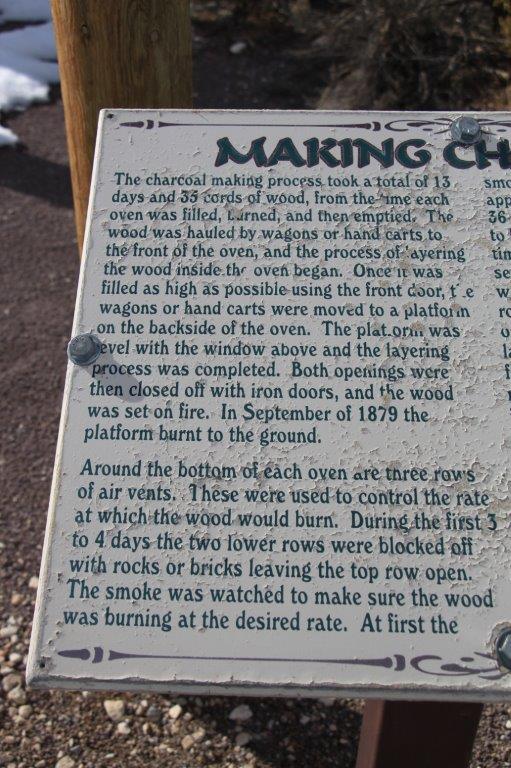 MAKING CH
The charcoal making process took a total of 13
days and 35 cords of wood, from the time each
oven was filled, burned, and then emptied. The
wood was hauled by wagons or hand carts to
the front of the oven, and the process of layering
the wood inside the oven began. Once it was
filled as high as possible using the front door, the
wagons or hand carts were moved to a platform
on the backside of the oven. The platform was
level with the window above and the layering
process was completed. Both openings were
then closed off with iron doors, and the wood
was set on fire. In September of 1879 the
platform burnt to the ground.
Around the bottom of each oven are three rows
of air vents. These were used to control the rate
at which the wood would burn. During the first 3
to 4 days the two lower rows were blocked off
with rocks or bricks leaving the top row open.
The smoke was watched to make sure the wood
was burning at the desired rate. At first the
smo
app
36
to
tim
se
w
ro